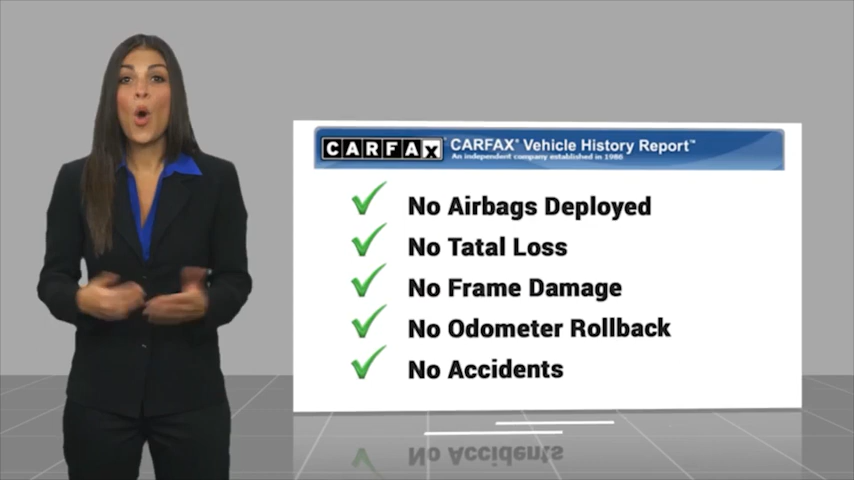 CARFAX CARFAX® Vehicle History Report™
An independent company established in 1986
No Airbags Deployed
No Tatal Loss
No Frame Damage
No Odometer Rollback
No Accidents
No Accidents